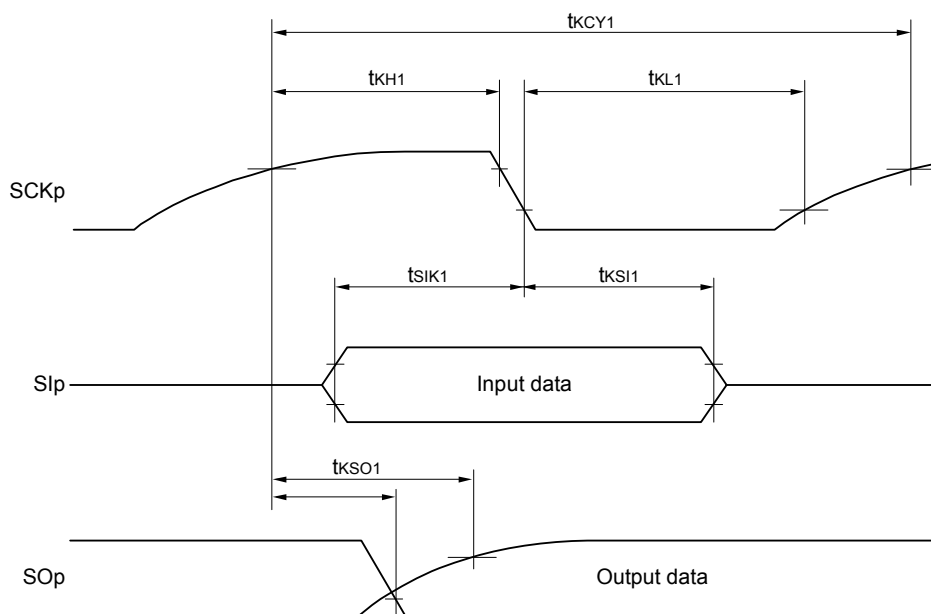 tKCY1
tKH1 tKL1
SCKp
tSIK1 tKSI1
SIp Input data
tKSO1
SOp Output data